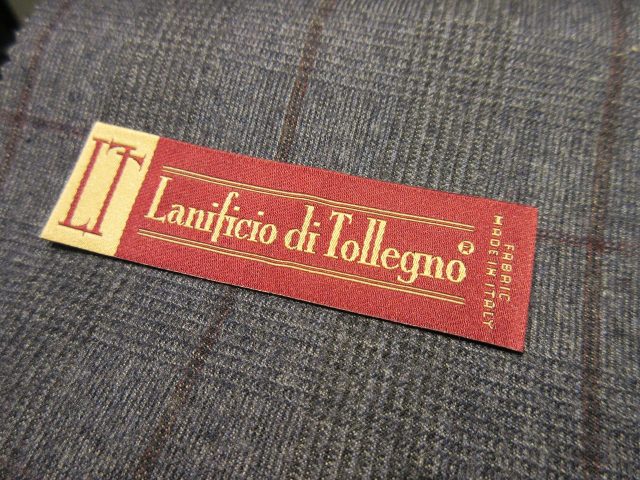 LT
Lanificio di Tollegno®
FABRIC
MADE IN ITALY